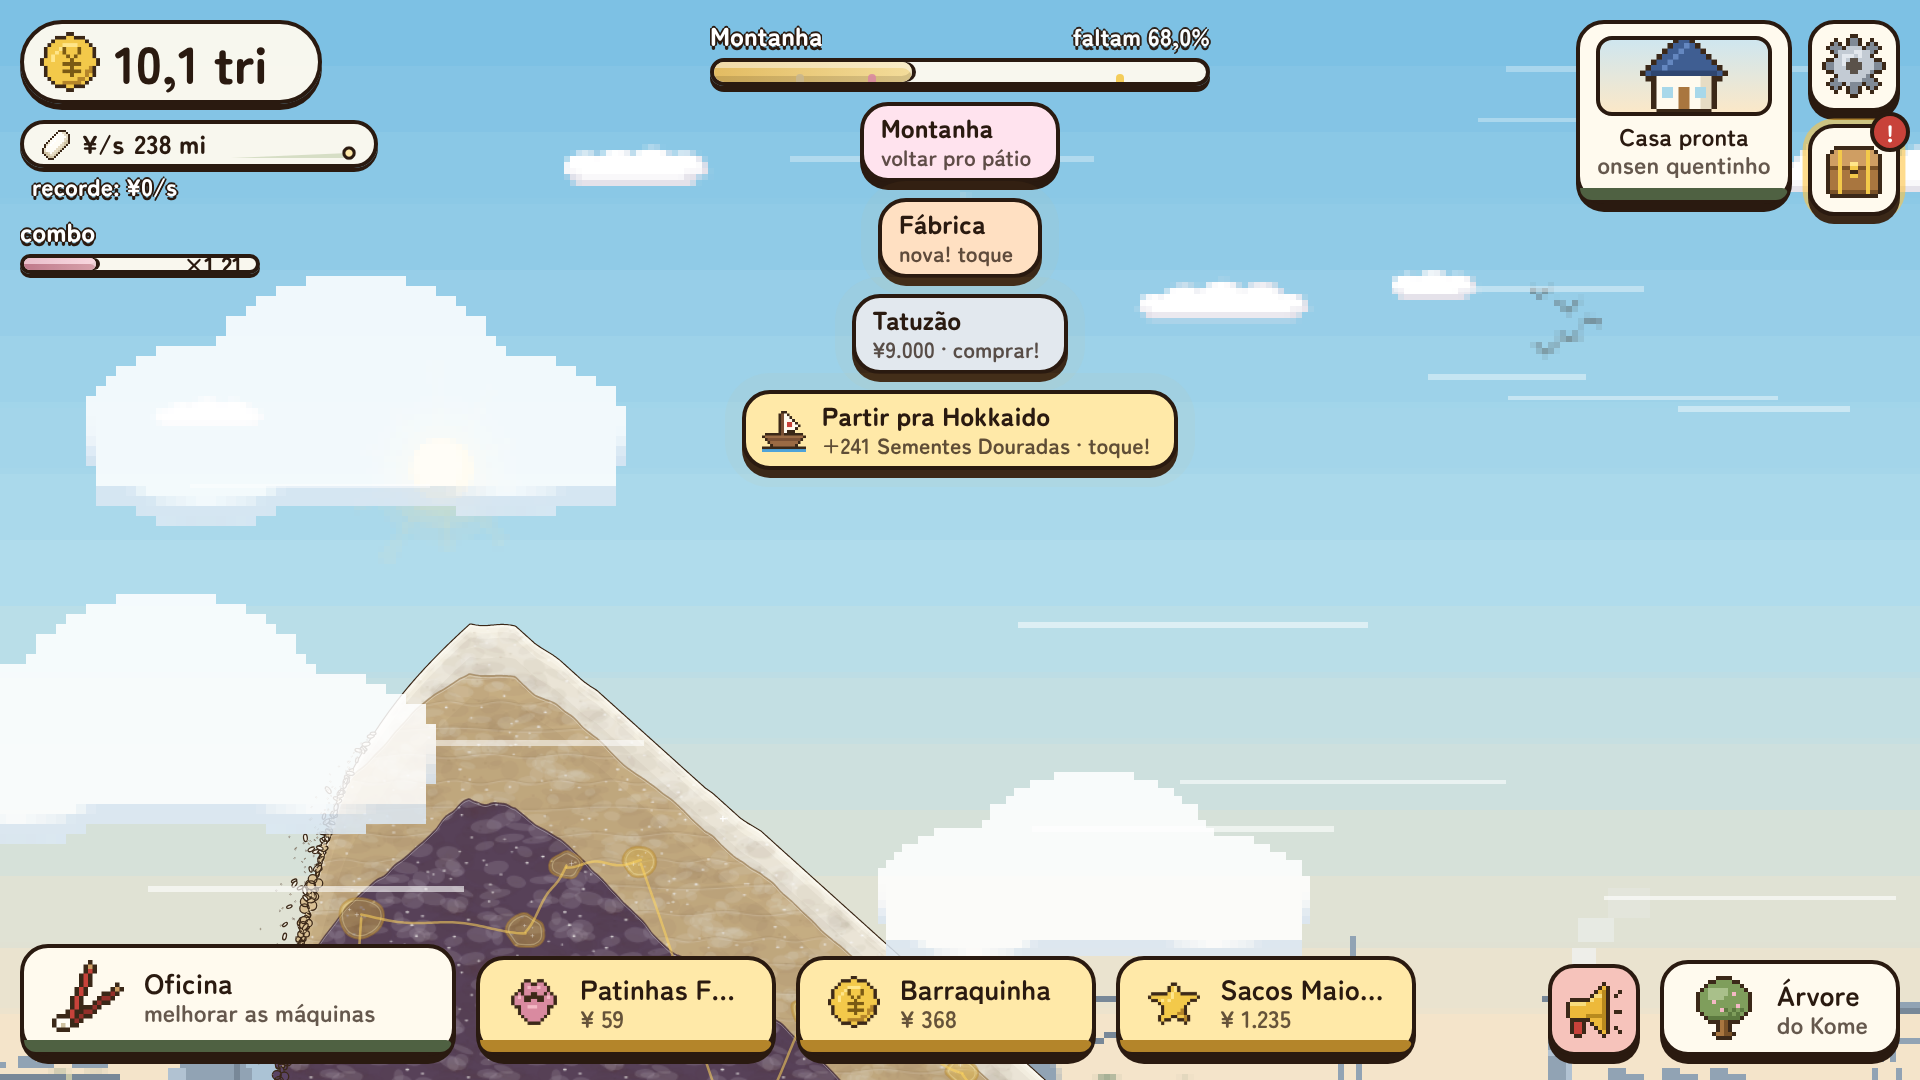 10,1 tri
¥/s 238 mi
recorde: ¥0/s
combo
×1,21
Montanha
faltam 68,0%
Montanha
voltar pro pátio
Fábrica
nova! toque
Tatuzão
¥9.000 · comprar!
Partir pra Hokkaido
+241 Sementes Douradas · toque!
Casa pronta
onsen quentinho
!
Oficina
melhorar as máquinas
Patinhas F...
¥ 59
Barraquinha
¥ 368
Sacos Maio...
¥ 1.235
Árvore
do Kome